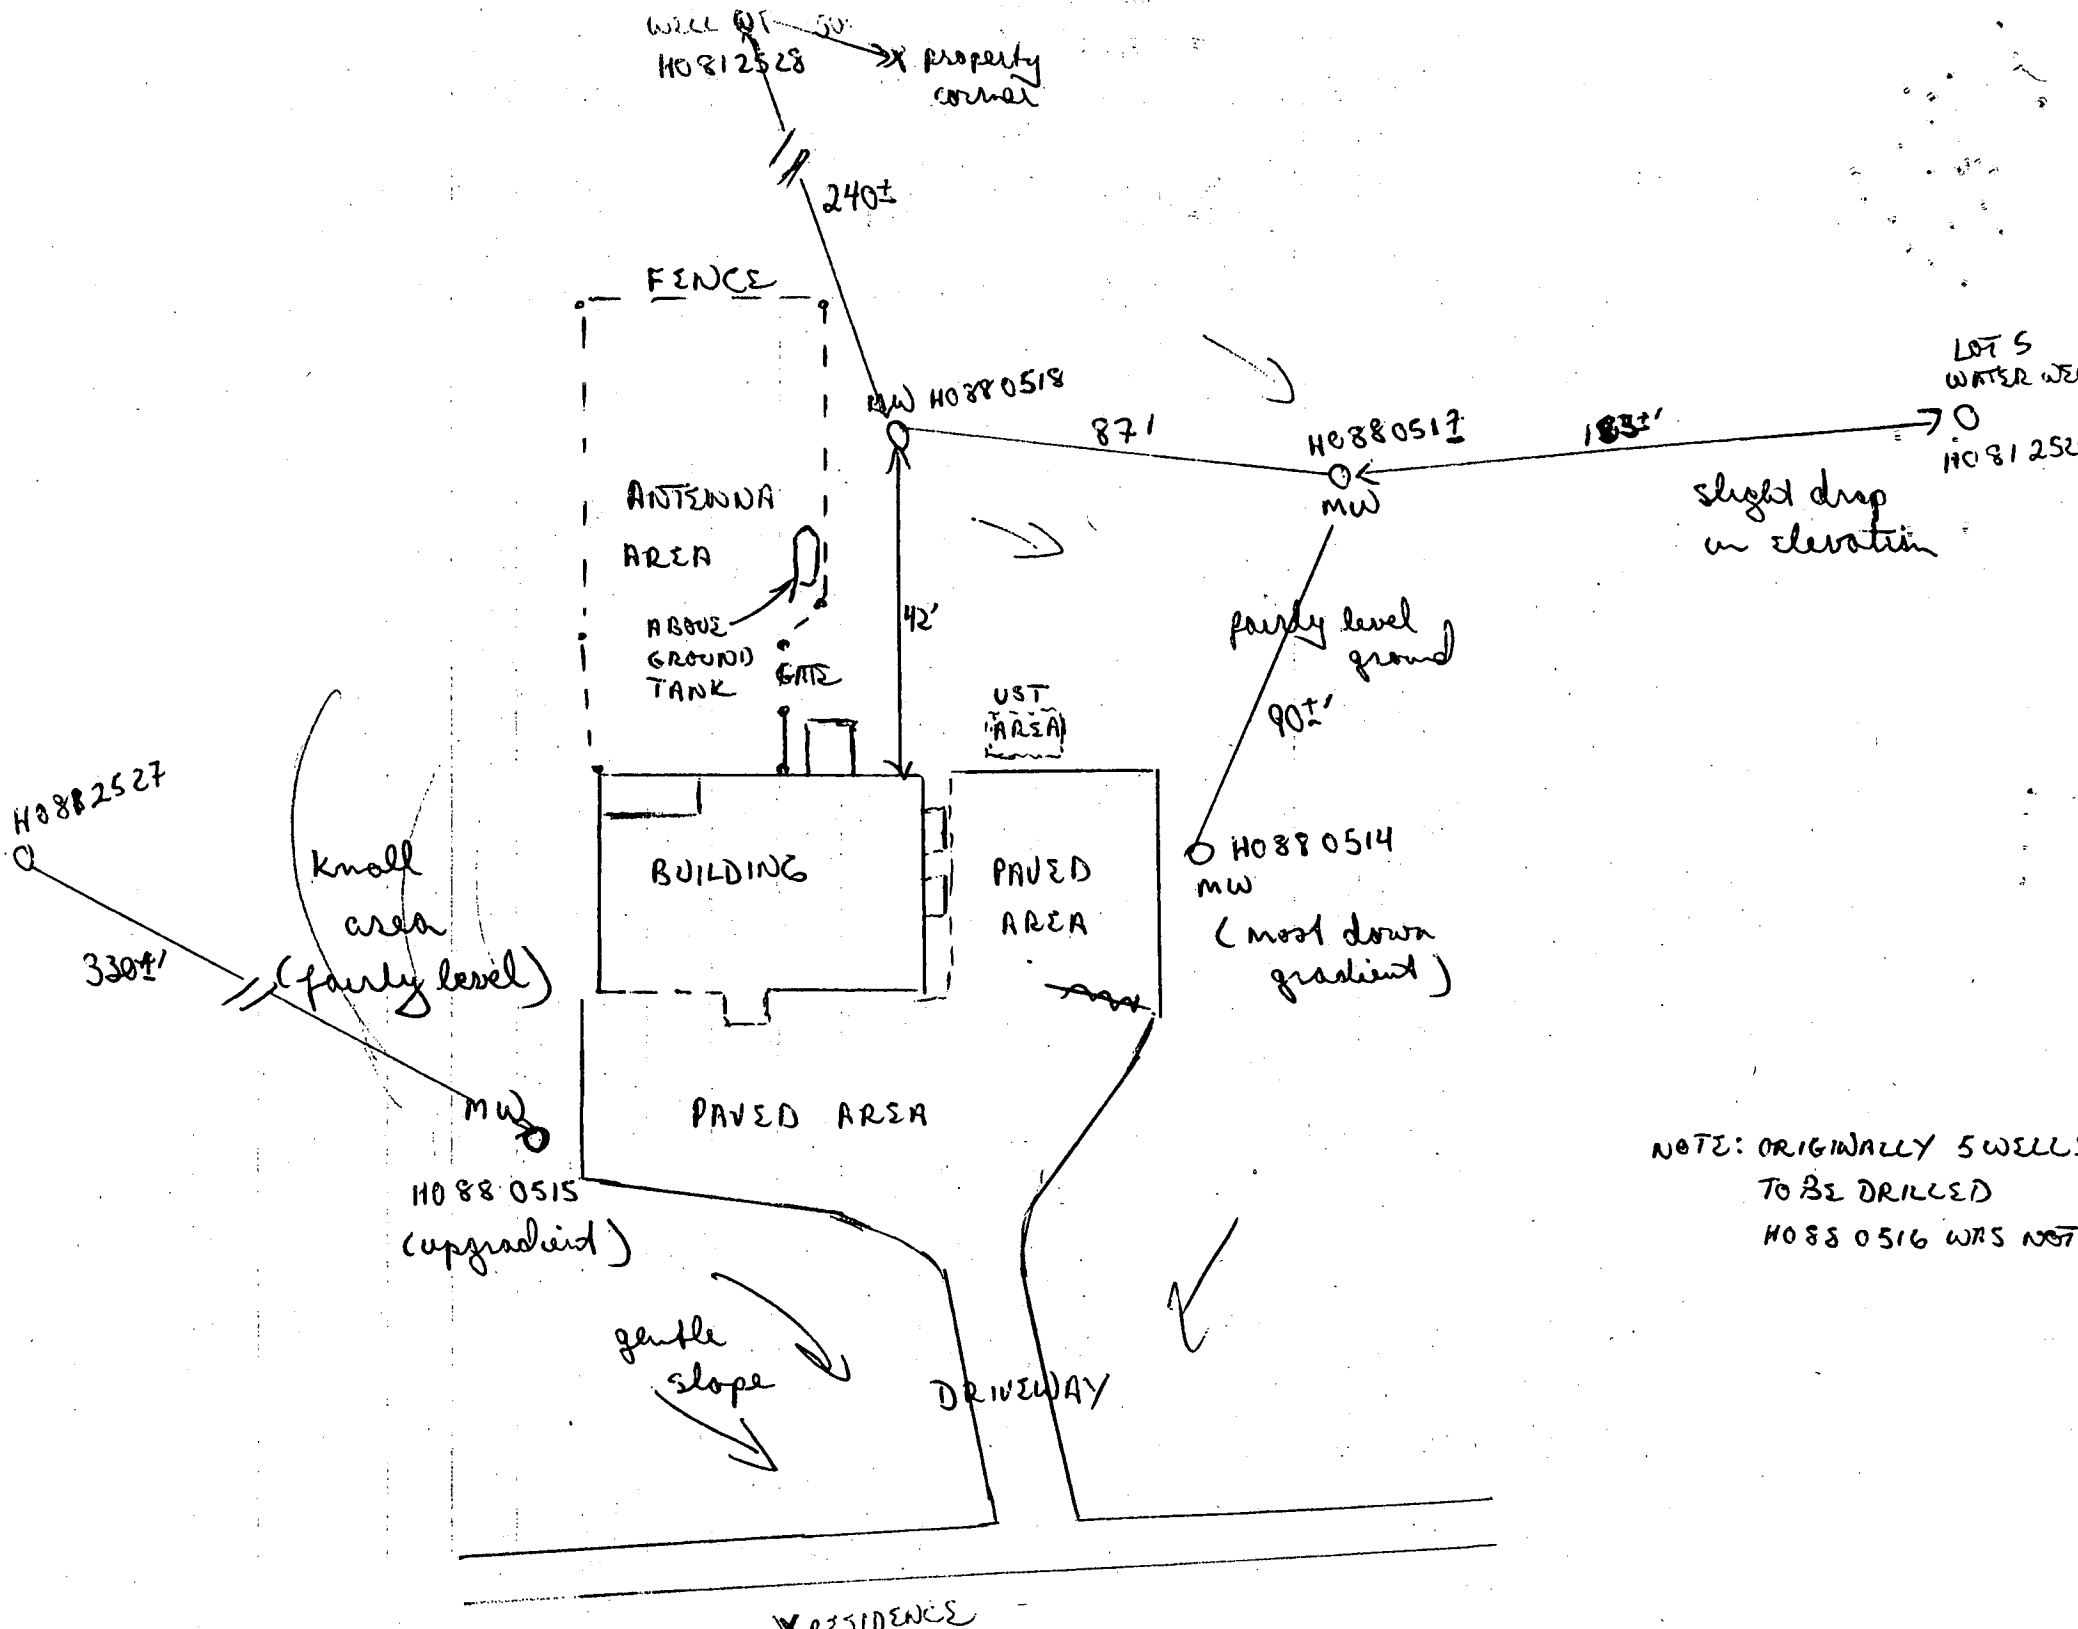 WELL
HO812528
property
corner
240±
FENCE
LOT 5
WATER WE
HO81252
MW HO880518
87'
HO880517
MW
slight drop
in elevation
ANTENNA
AREA
ABOVE
GROUND
TANK
GATE
42'
fairly level
ground
90±'
UST
AREA
HO882527
knoll
area
(fairly level)
330±'
BUILDING
PAVED
AREA
HO880514
MW
(most down
gradient)
MW
HO880515
(upgradient)
PAVED AREA
NOTE: ORIGINALLY 5 WELLS
TO BE DRILLED
HO880516 WAS NOT
gentle
slope
DRIVEWAY
RESIDENCE